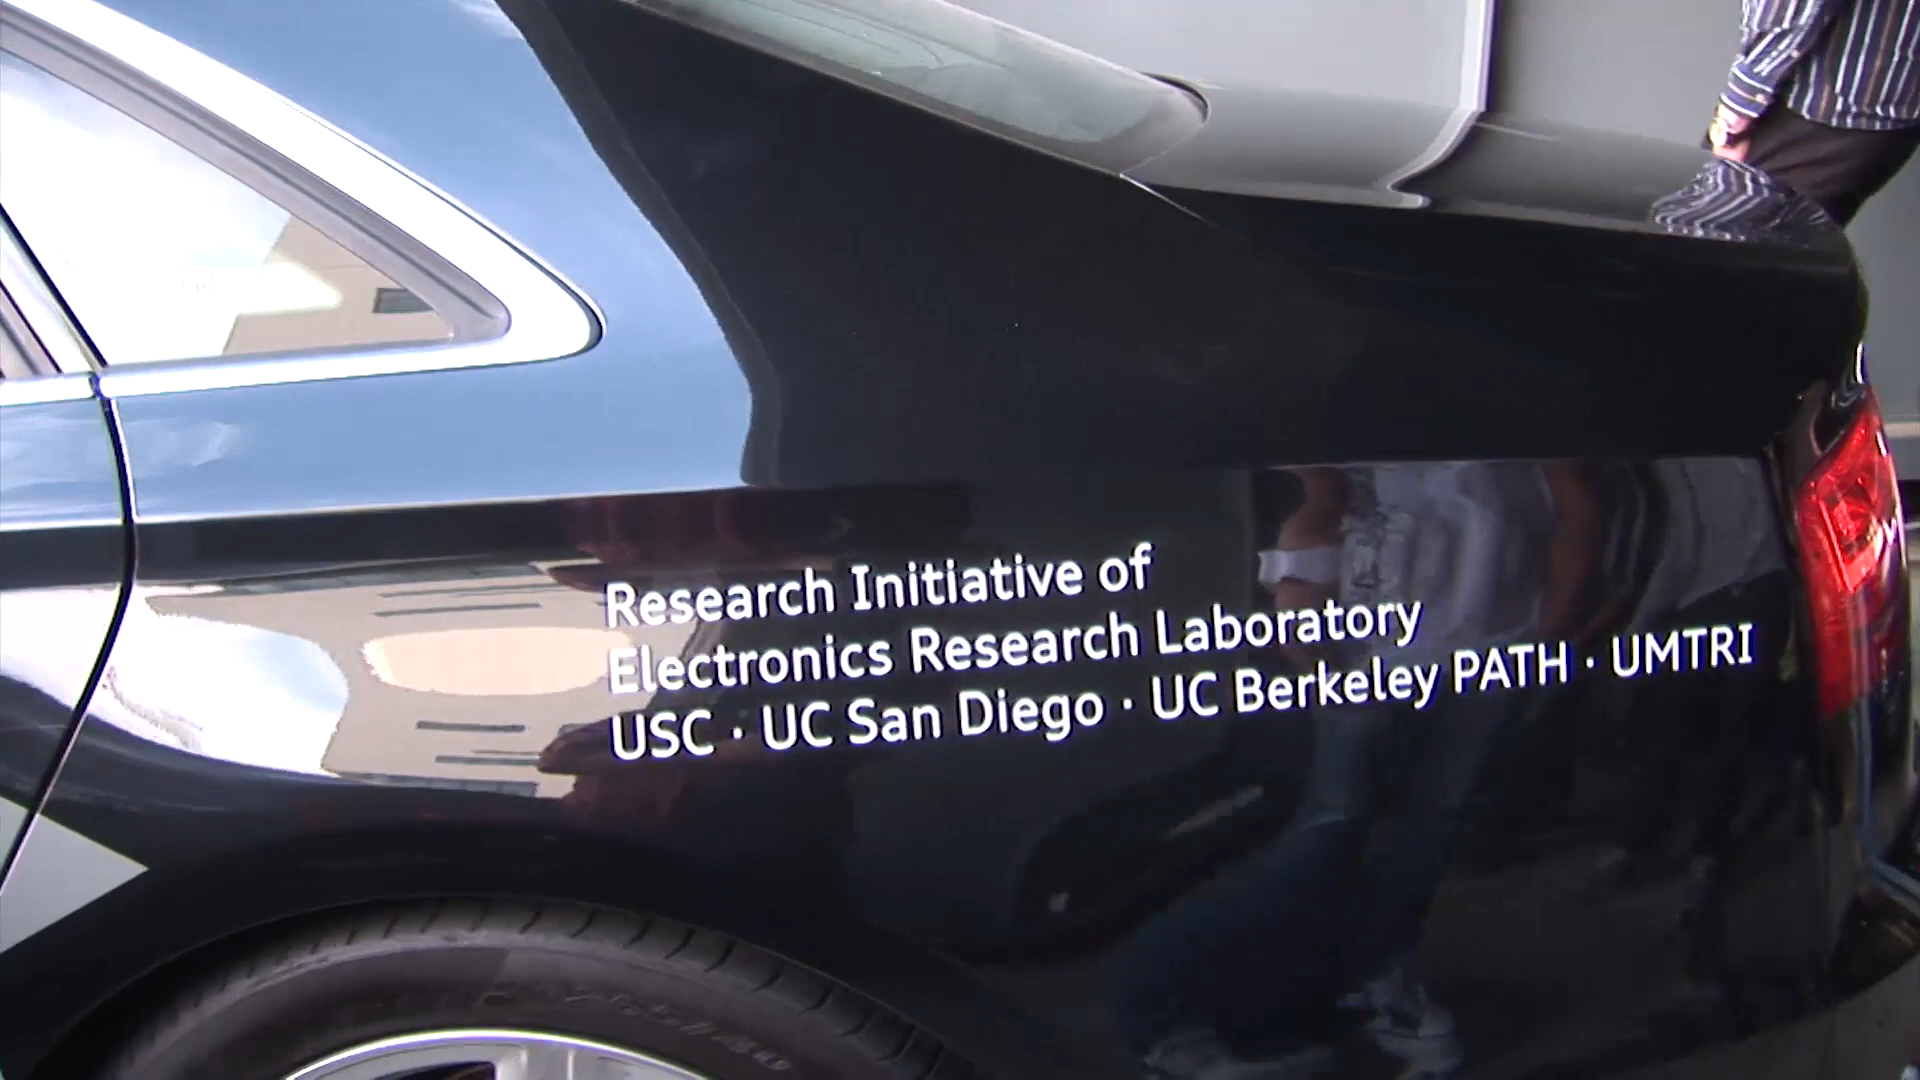 Research Initiative of
Electronics Research Laboratory
USC · UC San Diego · UC Berkeley PATH · UMTRI